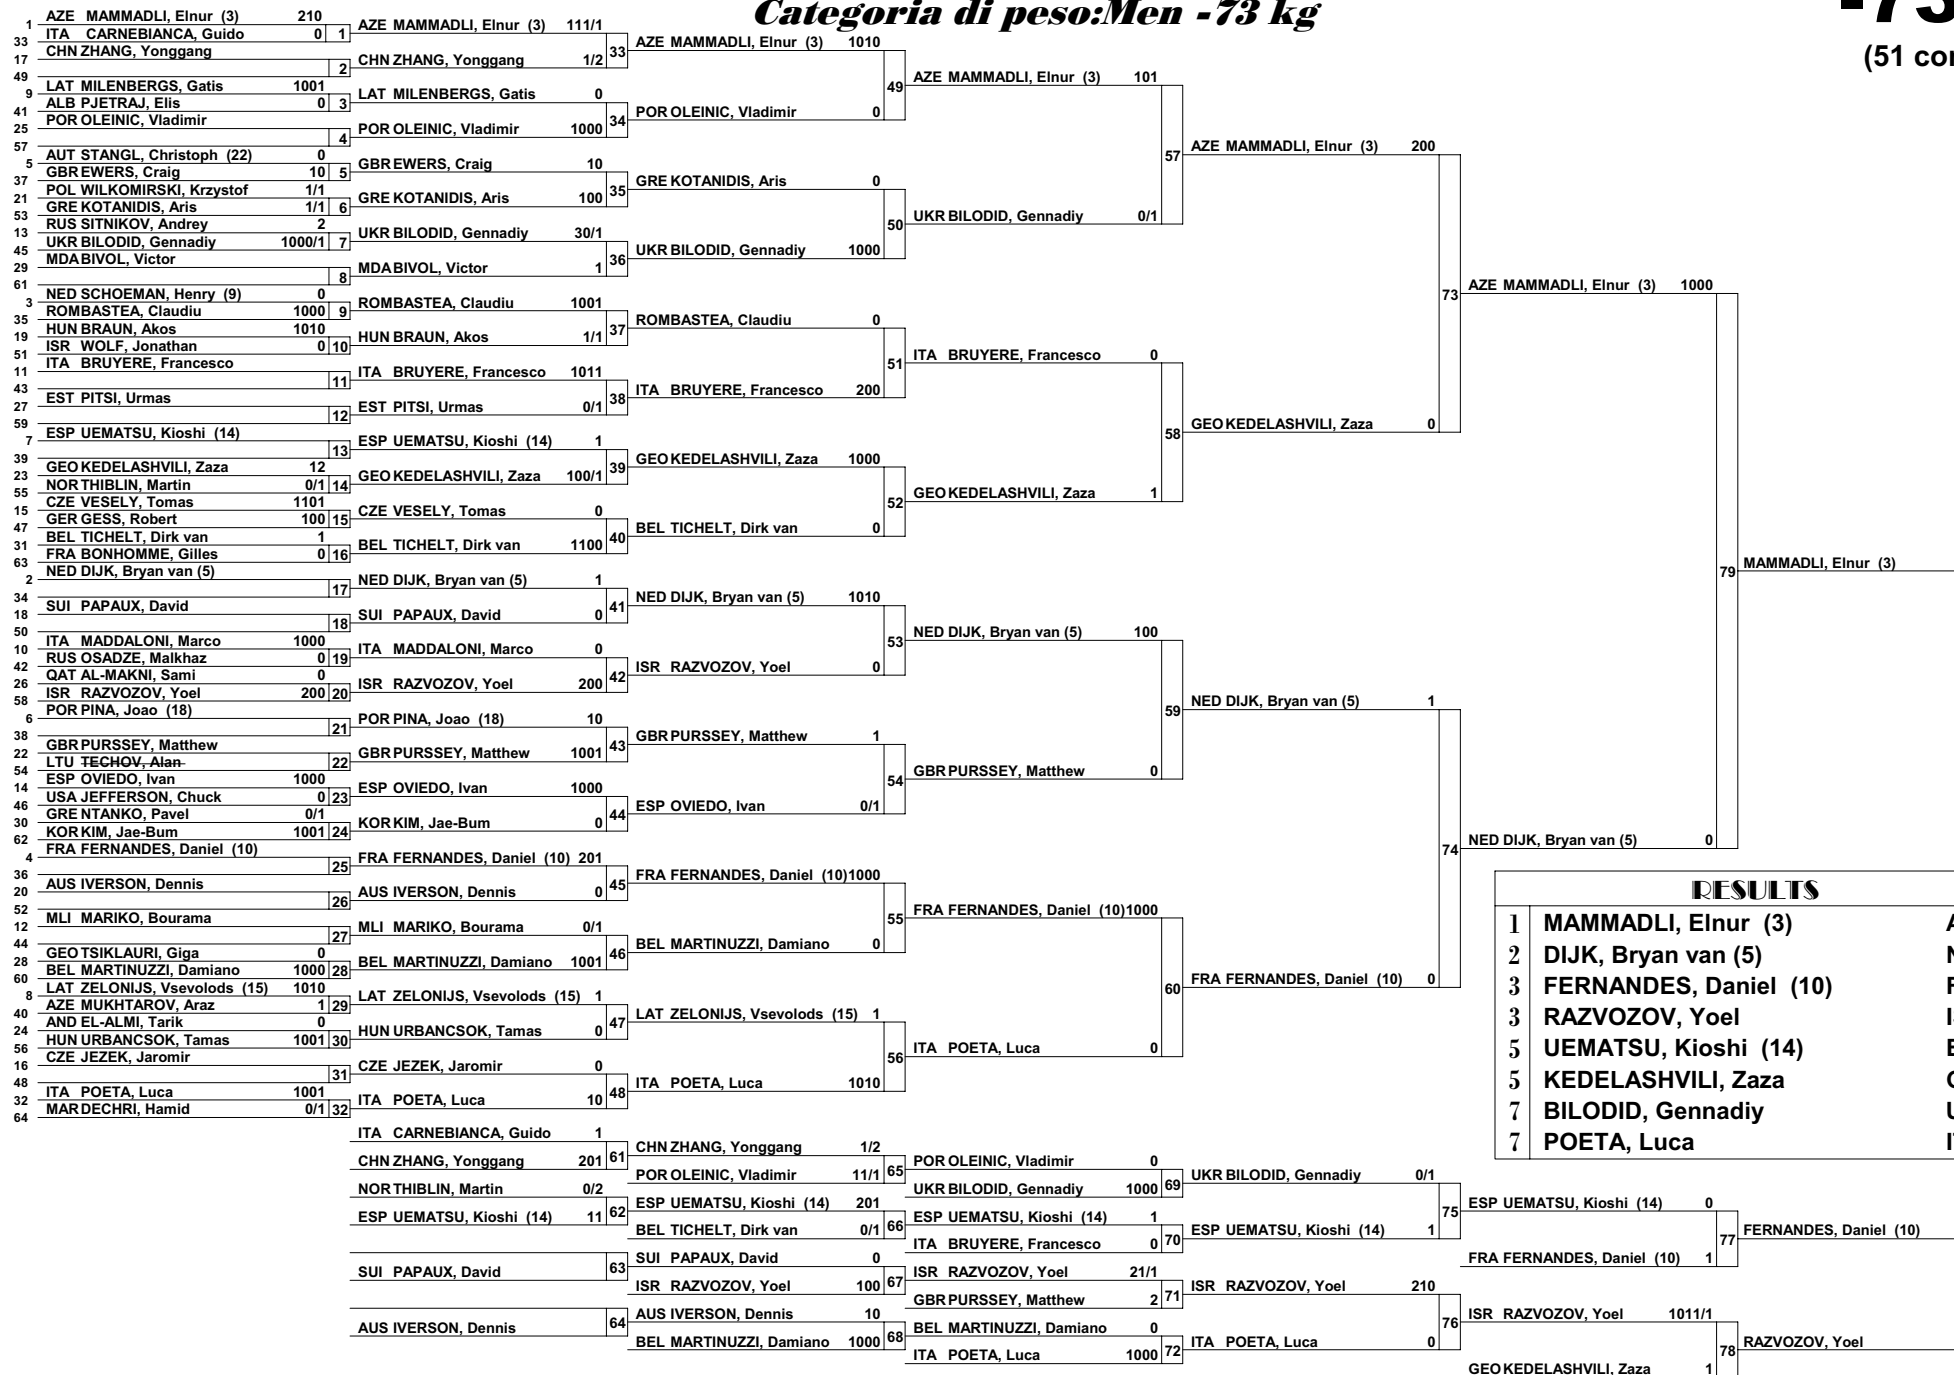 Categoria di peso:Men -73 kg
-73
(51 co
1 AZE MAMMADLI, Elnur (3) 210
33 ITA CARNEBIANCA, Guido 0 1
17 CHN ZHANG, Yonggang
49 2
9 LAT MILENBERGS, Gatis 1001
41 ALB PJETRAJ, Elis 0 3
25 POR OLEINIC, Vladimir
57 4
5 AUT STANGL, Christoph (22) 0
37 GBR EWERS, Craig 10 5
21 POL WILKOMIRSKI, Krzystof 1/1
53 GRE KOTANIDIS, Aris 1/1 6
13 RUS SITNIKOV, Andrey 2
45 UKR BILODID, Gennadiy 1000/1 7
29 MDA BIVOL, Victor
61 8
3 NED SCHOEMAN, Henry (9) 0
35 ROM BASTEA, Claudiu 1000 9
19 HUN BRAUN, Akos 1010
51 ISR WOLF, Jonathan 0 10
11 ITA BRUYERE, Francesco
43 11
27 EST PITSI, Urmas
59 12
7 ESP UEMATSU, Kioshi (14)
39 13
23 GEO KEDELASHVILI, Zaza 12
55 NOR THIBLIN, Martin 0/1 14
15 CZE VESELY, Tomas 1101
47 GER GESS, Robert 100 15
31 BEL TICHELT, Dirk van 1
63 FRA BONHOMME, Gilles 0 16
2 NED DIJK, Bryan van (5)
34 17
18 SUI PAPAUX, David
50 18
10 ITA MADDALONI, Marco 1000
42 RUS OSADZE, Malkhaz 0 19
26 QAT AL-MAKNI, Sami 0
58 ISR RAZVOZOV, Yoel 200 20
6 POR PINA, Joao (18)
38 21
22 GBR PURSSEY, Matthew
54 LTU TECHOV, Alan 22
14 ESP OVIEDO, Ivan 1000
46 USA JEFFERSON, Chuck 0 23
30 GRE NTANKO, Pavel 0/1
62 KOR KIM, Jae-Bum 1001 24
4 FRA FERNANDES, Daniel (10)
36 25
20 AUS IVERSON, Dennis
52 26
12 MLI MARIKO, Bourama
44 27
28 GEO TSIKLAURI, Giga 0
60 BEL MARTINUZZI, Damiano 1000 28
8 LAT ZELONIJS, Vsevolods (15) 1010
40 AZE MUKHTAROV, Araz 1 29
24 AND EL-ALMI, Tarik 0
56 HUN URBANCSOK, Tamas 1001 30
16 CZE JEZEK, Jaromir
48 31
32 ITA POETA, Luca 1001
64 MAR DECHRI, Hamid 0/1 32
AZE MAMMADLI, Elnur (3) 111/1
CHN ZHANG, Yonggang 1/2 33
LAT MILENBERGS, Gatis 0
POR OLEINIC, Vladimir 1000 34
GBR EWERS, Craig 10
GRE KOTANIDIS, Aris 100 35
UKR BILODID, Gennadiy 30/1
MDA BIVOL, Victor 1 36
ROM BASTEA, Claudiu 1001
HUN BRAUN, Akos 1/1 37
ITA BRUYERE, Francesco 1011
EST PITSI, Urmas 0/1 38
ESP UEMATSU, Kioshi (14) 1
GEO KEDELASHVILI, Zaza 100/1 39
CZE VESELY, Tomas 0
BEL TICHELT, Dirk van 1100 40
NED DIJK, Bryan van (5) 1
SUI PAPAUX, David 0 41
ITA MADDALONI, Marco 0
ISR RAZVOZOV, Yoel 200 42
POR PINA, Joao (18) 10
GBR PURSSEY, Matthew 1001 43
ESP OVIEDO, Ivan 1000
KOR KIM, Jae-Bum 0 44
FRA FERNANDES, Daniel (10) 201
AUS IVERSON, Dennis 0 45
MLI MARIKO, Bourama 0/1
BEL MARTINUZZI, Damiano 1001 46
LAT ZELONIJS, Vsevolods (15) 1
HUN URBANCSOK, Tamas 0 47
CZE JEZEK, Jaromir 0
ITA POETA, Luca 10 48
AZE MAMMADLI, Elnur (3) 1010
POR OLEINIC, Vladimir 0 49
GRE KOTANIDIS, Aris 0
UKR BILODID, Gennadiy 1000 50
ROM BASTEA, Claudiu 0
ITA BRUYERE, Francesco 200 51
GEO KEDELASHVILI, Zaza 1000
BEL TICHELT, Dirk van 0 52
NED DIJK, Bryan van (5) 1010
ISR RAZVOZOV, Yoel 0 53
GBR PURSSEY, Matthew 1
ESP OVIEDO, Ivan 0/1 54
FRA FERNANDES, Daniel (10) 1000
BEL MARTINUZZI, Damiano 0 55
LAT ZELONIJS, Vsevolods (15) 1
ITA POETA, Luca 1010 56
AZE MAMMADLI, Elnur (3) 101
UKR BILODID, Gennadiy 0/1 57
ITA BRUYERE, Francesco 0
GEO KEDELASHVILI, Zaza 1 58
NED DIJK, Bryan van (5) 100
GBR PURSSEY, Matthew 0 59
FRA FERNANDES, Daniel (10) 1000
ITA POETA, Luca 0 60
AZE MAMMADLI, Elnur (3) 200
GEO KEDELASHVILI, Zaza 0 73
NED DIJK, Bryan van (5) 1
FRA FERNANDES, Daniel (10) 0 74
AZE MAMMADLI, Elnur (3) 1000
NED DIJK, Bryan van (5) 0 79
MAMMADLI, Elnur (3)
RESULTS
1 MAMMADLI, Elnur (3)
2 DIJK, Bryan van (5)
3 FERNANDES, Daniel (10)
3 RAZVOZOV, Yoel
5 UEMATSU, Kioshi (14)
5 KEDELASHVILI, Zaza
7 BILODID, Gennadiy
7 POETA, Luca
ITA CARNEBIANCA, Guido 1
CHN ZHANG, Yonggang 201 61
NOR THIBLIN, Martin 0/2
ESP UEMATSU, Kioshi (14) 11 62
SUI PAPAUX, David 63
AUS IVERSON, Dennis 64
CHN ZHANG, Yonggang 1/2
POR OLEINIC, Vladimir 11/1 65
ESP UEMATSU, Kioshi (14) 201
BEL TICHELT, Dirk van 0/1 66
SUI PAPAUX, David 0
ISR RAZVOZOV, Yoel 100 67
AUS IVERSON, Dennis 10
BEL MARTINUZZI, Damiano 1000 68
POR OLEINIC, Vladimir 0
UKR BILODID, Gennadiy 1000 69
ESP UEMATSU, Kioshi (14) 1
ITA BRUYERE, Francesco 0 70
ISR RAZVOZOV, Yoel 21/1
GBR PURSSEY, Matthew 2 71
BEL MARTINUZZI, Damiano 0
ITA POETA, Luca 1000 72
UKR BILODID, Gennadiy 0/1
ESP UEMATSU, Kioshi (14) 1 75
ISR RAZVOZOV, Yoel 210
ITA POETA, Luca 0 76
ESP UEMATSU, Kioshi (14) 0
FRA FERNANDES, Daniel (10) 1 77
ISR RAZVOZOV, Yoel 1011/1
GEO KEDELASHVILI, Zaza 1 78
FERNANDES, Daniel (10)
RAZVOZOV, Yoel